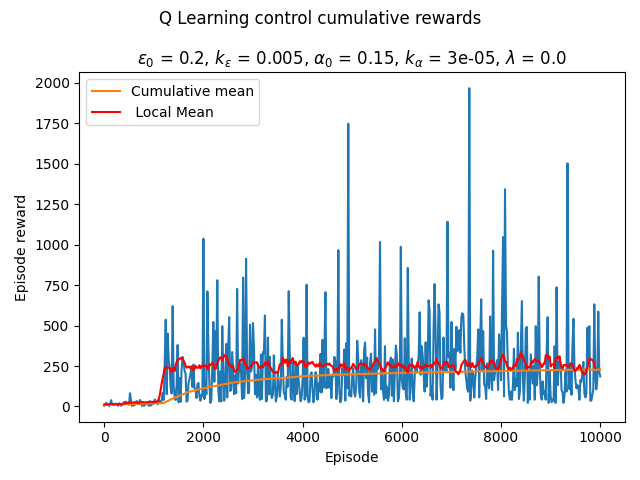 Q Learning control cumulative rewards
ε₀ = 0.2, k_ε = 0.005, α₀ = 0.15, k_α = 3e-05, λ = 0.0
Cumulative mean
Local Mean
Episode reward
2000
1750
1500
1250
1000
750
500
250
0
0 2000 4000 6000 8000 10000
Episode